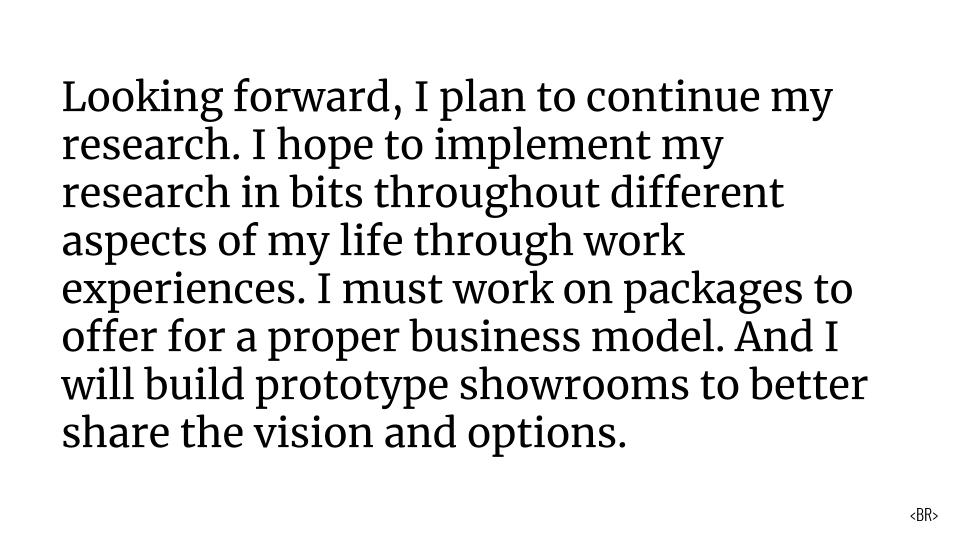 Looking forward, I plan to continue my
research. I hope to implement my
research in bits throughout different
aspects of my life through work
experiences. I must work on packages to
offer for a proper business model. And I
will build prototype showrooms to better
share the vision and options.
<BR>